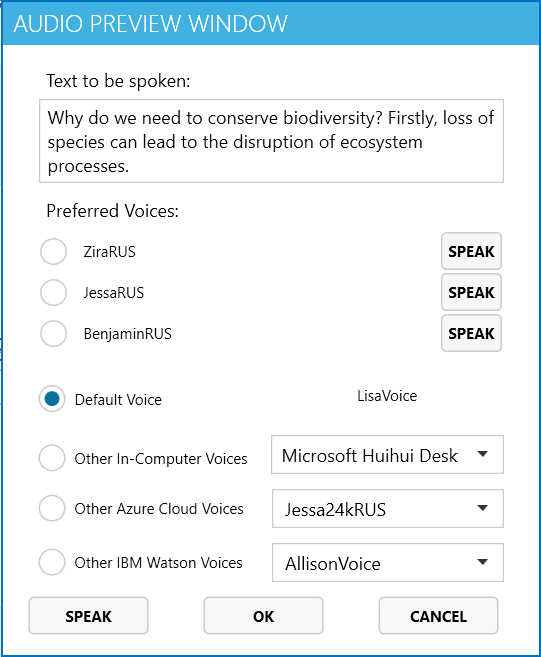 AUDIO PREVIEW WINDOW
Text to be spoken:
Why do we need to conserve biodiversity? Firstly, loss of
species can lead to the disruption of ecosystem
processes.
Preferred Voices:
ZiraRUS SPEAK
JessaRUS SPEAK
BenjaminRUS SPEAK
Default Voice LisaVoice
Other In-Computer Voices Microsoft Huihui Desk
Other Azure Cloud Voices Jessa24kRUS
Other IBM Watson Voices AllisonVoice
SPEAK OK CANCEL